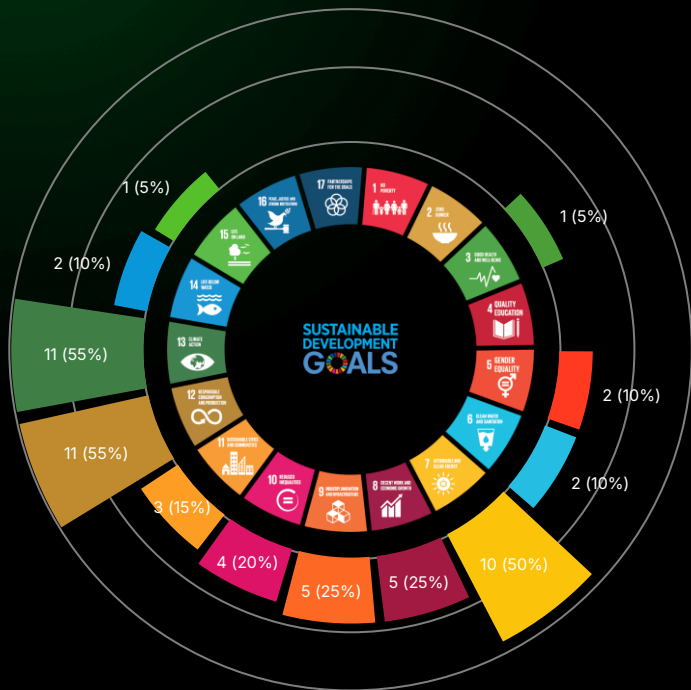 1 NO
POVERTY
2 ZERO
HUNGER
3 GOOD HEALTH
AND WELL-BEING
4 QUALITY
EDUCATION
5 GENDER
EQUALITY
6 CLEAN WATER
AND SANITATION
7 AFFORDABLE AND
CLEAN ENERGY
8 DECENT WORK AND
ECONOMIC GROWTH
9 INDUSTRY, INNOVATION
AND INFRASTRUCTURE
10 REDUCED
INEQUALITIES
11 SUSTAINABLE CITIES
AND COMMUNITIES
12 RESPONSIBLE
CONSUMPTION
AND PRODUCTION
13 CLIMATE
ACTION
14 LIFE BELOW
WATER
15 LIFE
ON LAND
16 PEACE, JUSTICE AND
STRONG INSTITUTIONS
17 PARTNERSHIPS
FOR THE GOALS
SUSTAINABLE
DEVELOPMENT
GOALS
1 (5%)
2 (10%)
2 (10%)
10 (50%)
5 (25%)
5 (25%)
4 (20%)
3 (15%)
11 (55%)
11 (55%)
2 (10%)
1 (5%)